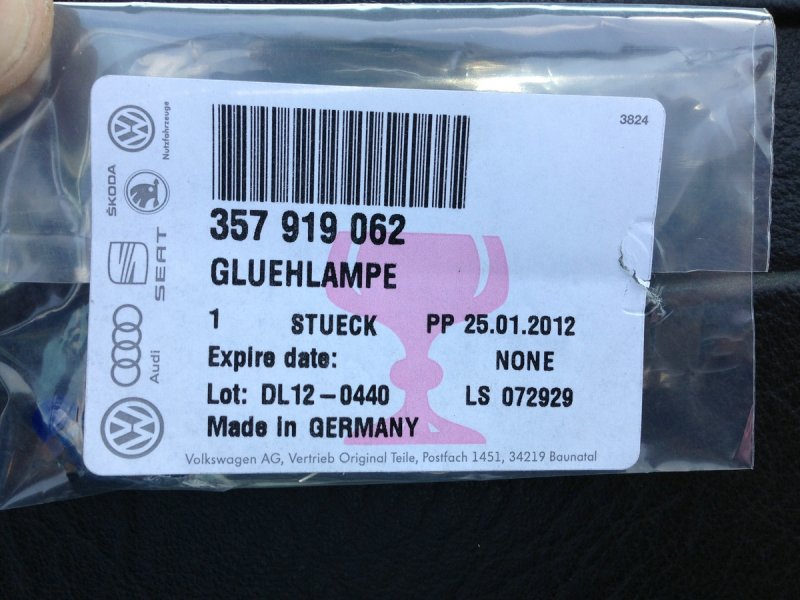 3824
Nutzfahrzeuge
ŠKODA
SEAT
Audi
357 919 062
GLUEHLAMPE
1 STUECK PP 25.01.2012
Expire date: NONE
Lot: DL12-0440 LS 072929
Made in GERMANY
Volkswagen AG, Vertrieb Original Teile, Postfach 1451, 34219 Baunatal